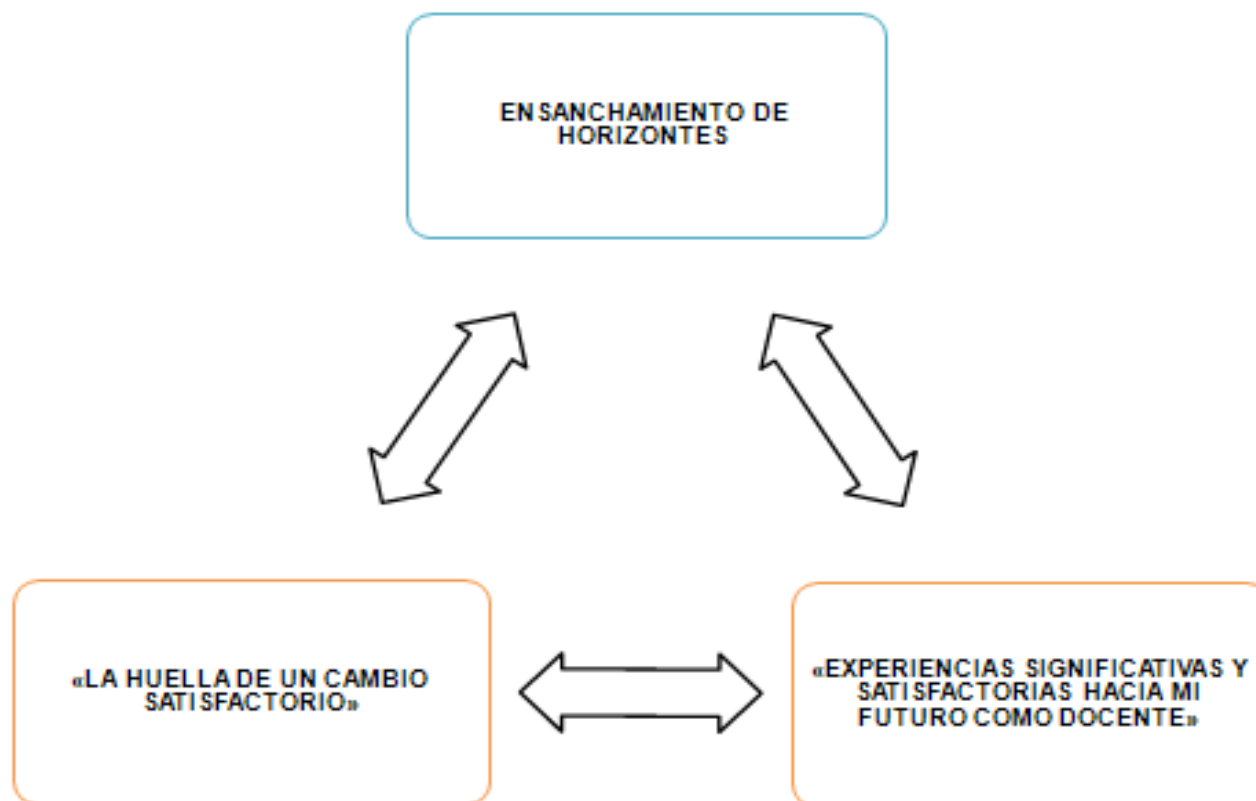 ENSANCHAMIENTO DE
HORIZONTES
«LA HUELLA DE UN CAMBIO
SATISFACTORIO»
«EXPERIENCIAS SIGNIFICATIVAS Y
SATISFACTORIAS HACIA MI
FUTURO COMO DOCENTE»